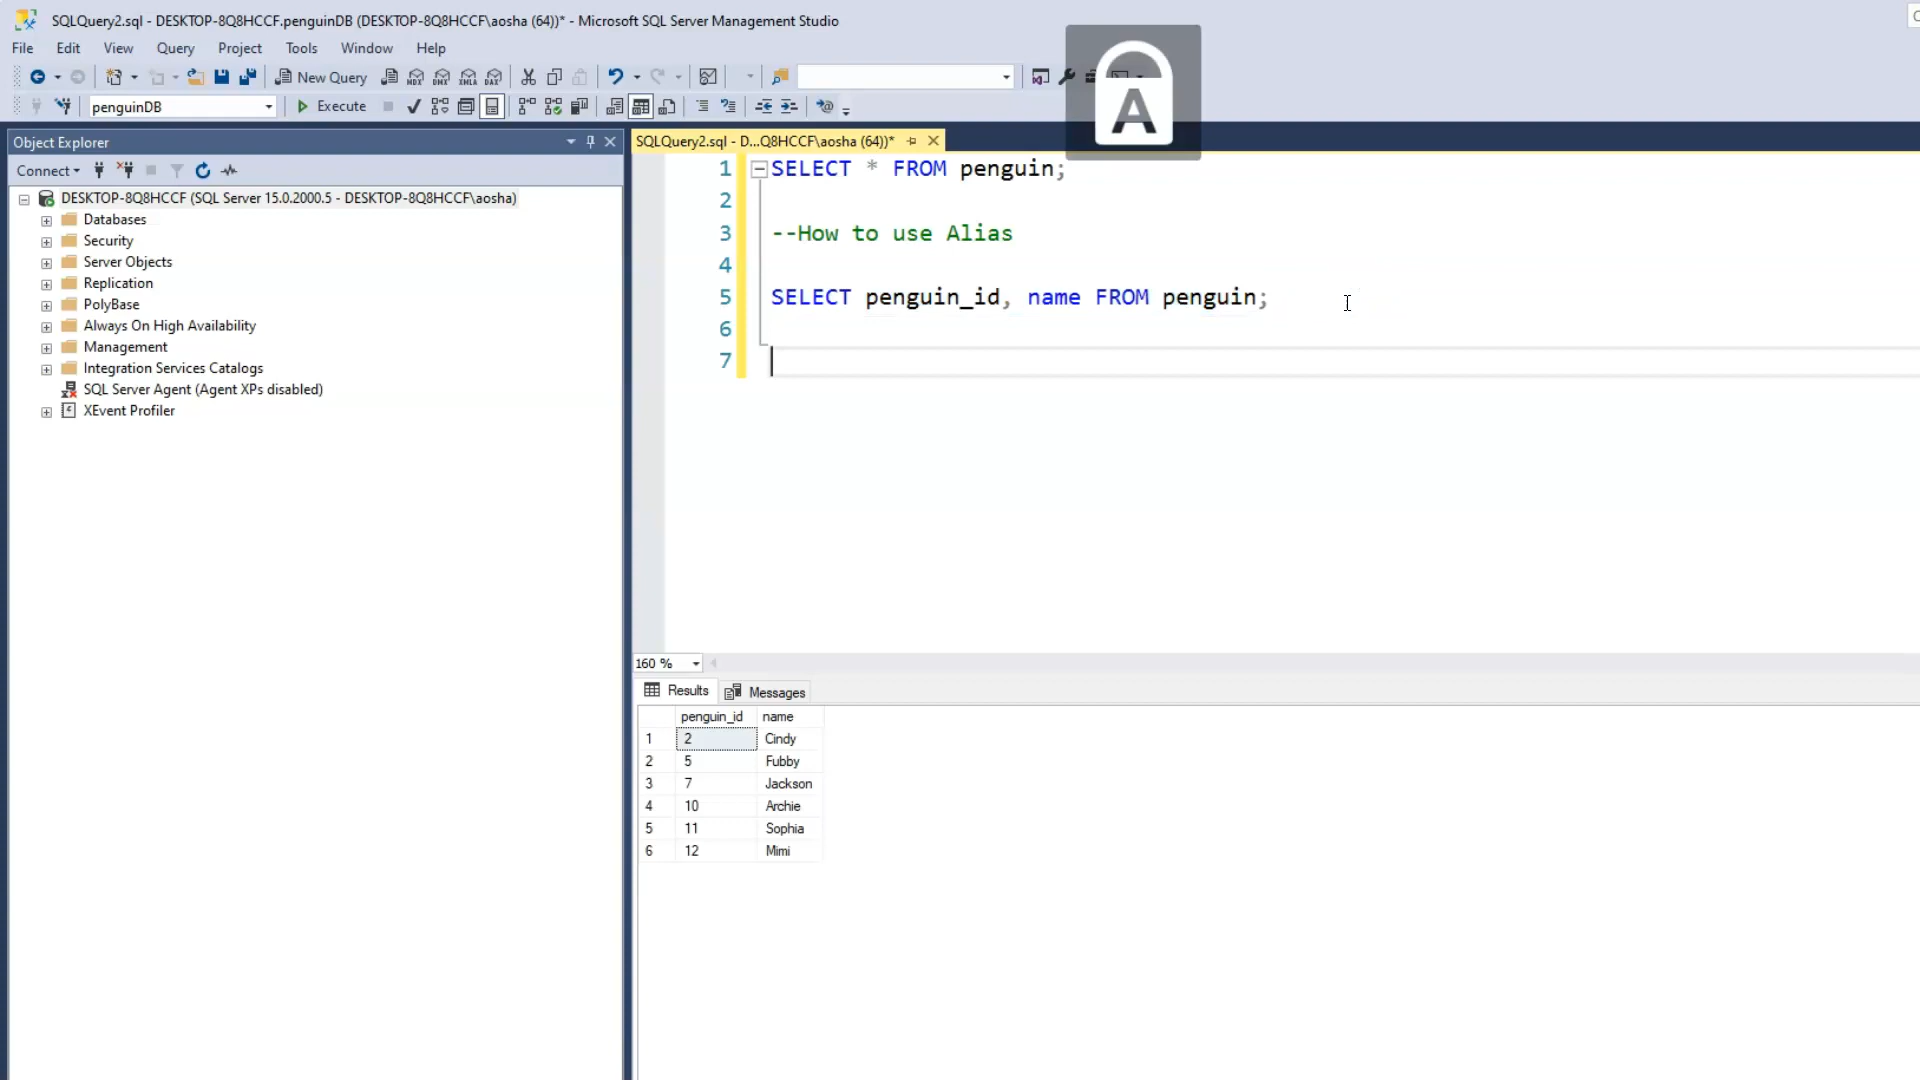 SQLQuery2.sql - DESKTOP-8Q8HCCF.penguinDB (DESKTOP-8Q8HCCF\aosha (64))* - Microsoft SQL Server Management Studio
File Edit View Query Project Tools Window Help
New Query
penguinDB Execute
A
Object Explorer
SQLQuery2.sql - D...Q8HCCF\aosha (64))*
Connect
DESKTOP-8Q8HCCF (SQL Server 15.0.2000.5 - DESKTOP-8Q8HCCF\aosha)
Databases
Security
Server Objects
Replication
PolyBase
Always On High Availability
Management
Integration Services Catalogs
SQL Server Agent (Agent XPs disabled)
XEvent Profiler
1 SELECT * FROM penguin;
2
3 --How to use Alias
4
5 SELECT penguin_id, name FROM penguin;
6
7
160 %
Results Messages
penguin_id name
1 2 Cindy
2 5 Fubby
3 7 Jackson
4 10 Archie
5 11 Sophia
6 12 Mimi